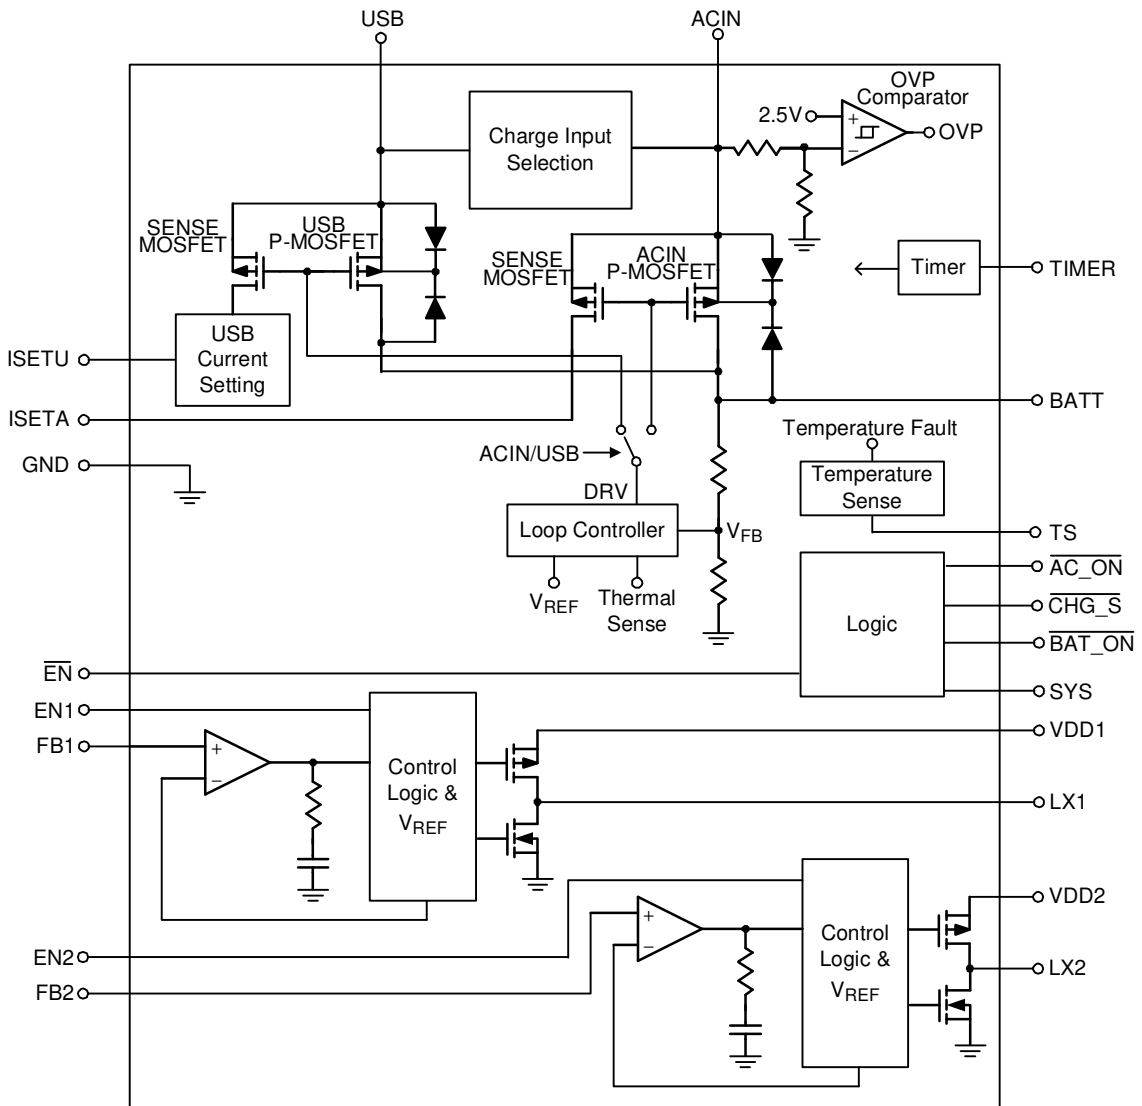 USB
ACIN
OVP
Comparator
2.5V
+
−
OVP
Charge Input
Selection
SENSE
MOSFET
USB
P-MOSFET
SENSE
MOSFET
ACIN
P-MOSFET
Timer
TIMER
ISETU
USB
Current
Setting
ISETA
BATT
GND
ACIN/USB
DRV
Temperature Fault
Temperature
Sense
TS
Loop Controller
VFB
VREF
Thermal
Sense
Logic
AC_ON
CHG_S
BAT_ON
SYS
EN
EN1
FB1
+
−
Control
Logic &
VREF
VDD1
LX1
EN2
FB2
+
−
Control
Logic &
VREF
VDD2
LX2